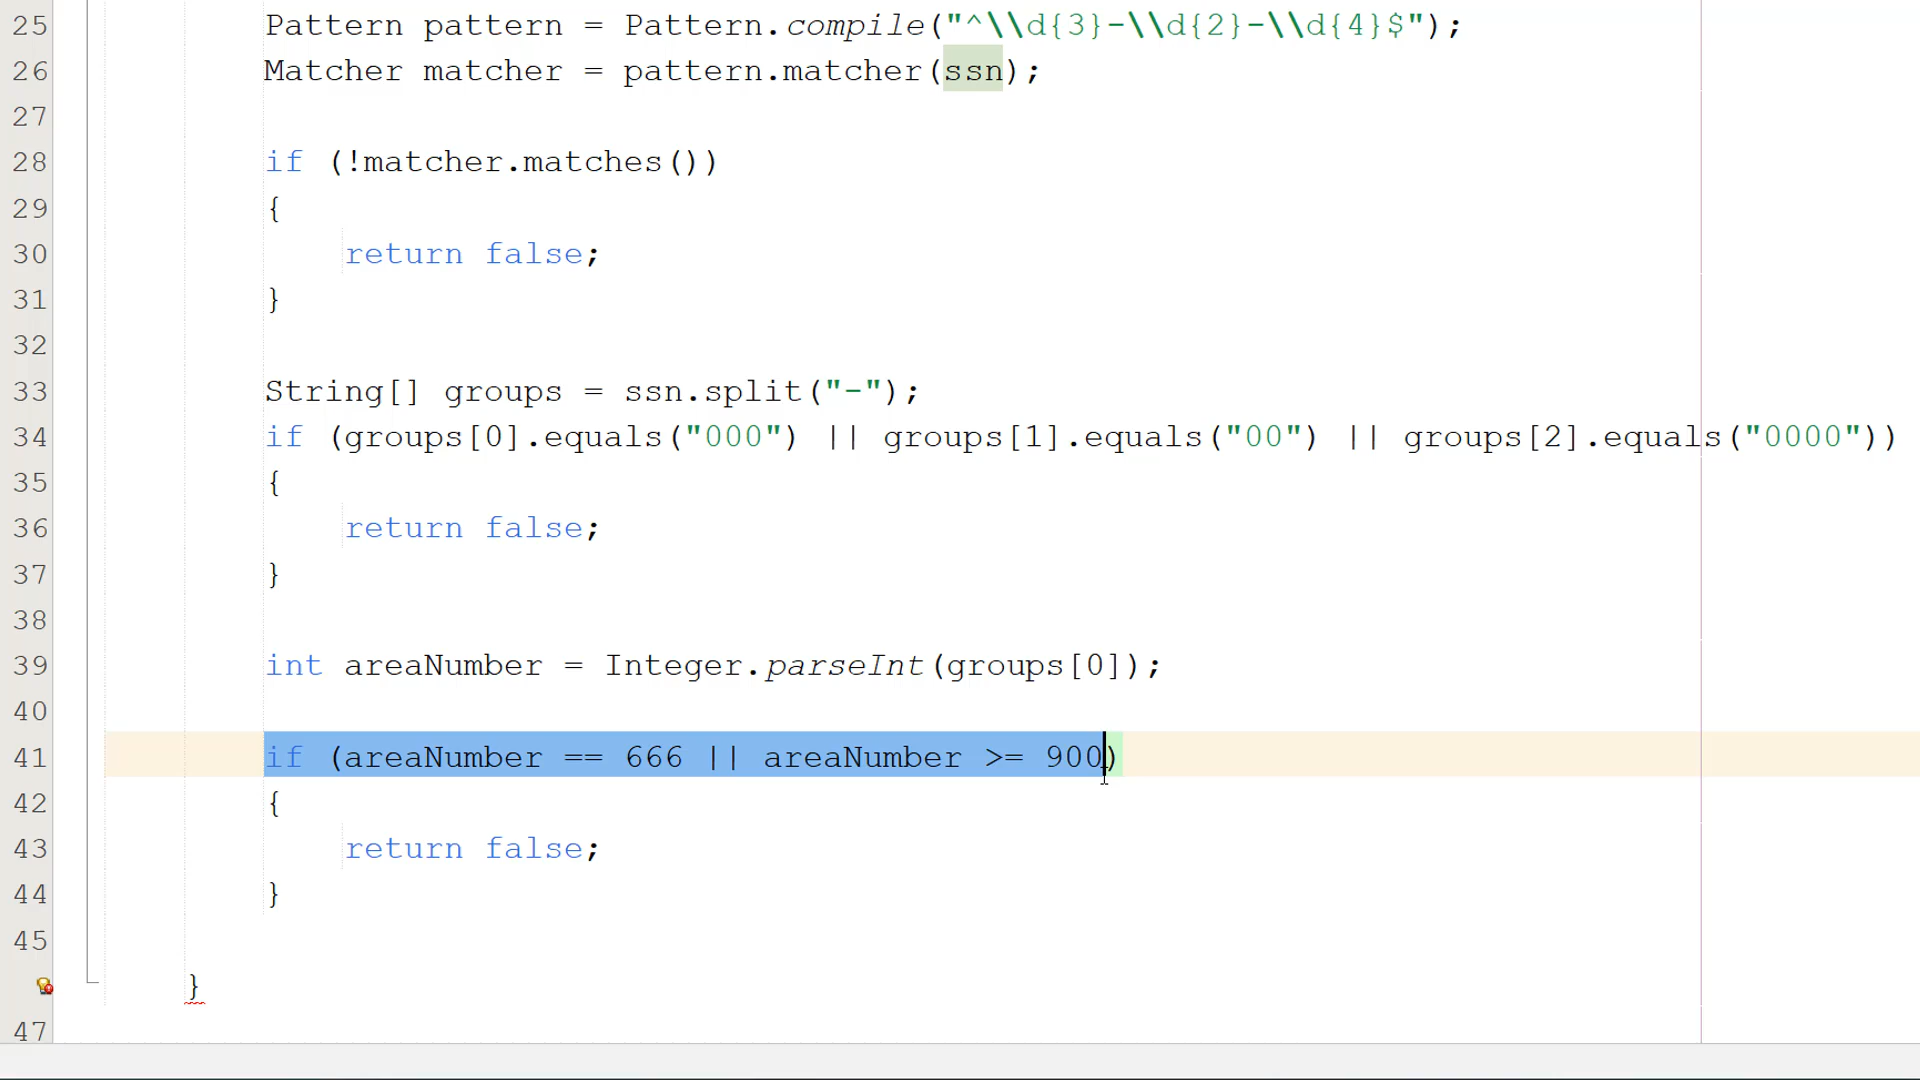 25 Pattern pattern = Pattern.compile("^\\d{3}-\\d{2}-\\d{4}$");
26 Matcher matcher = pattern.matcher(ssn);
27
28 if (!matcher.matches())
29 {
30 return false;
31 }
32
33 String[] groups = ssn.split("-");
34 if (groups[0].equals("000") || groups[1].equals("00") || groups[2].equals("0000"))
35 {
36 return false;
37 }
38
39 int areaNumber = Integer.parseInt(groups[0]);
40
41 if (areaNumber == 666 || areaNumber >= 900)
42 {
43 return false;
44 }
45
}
47